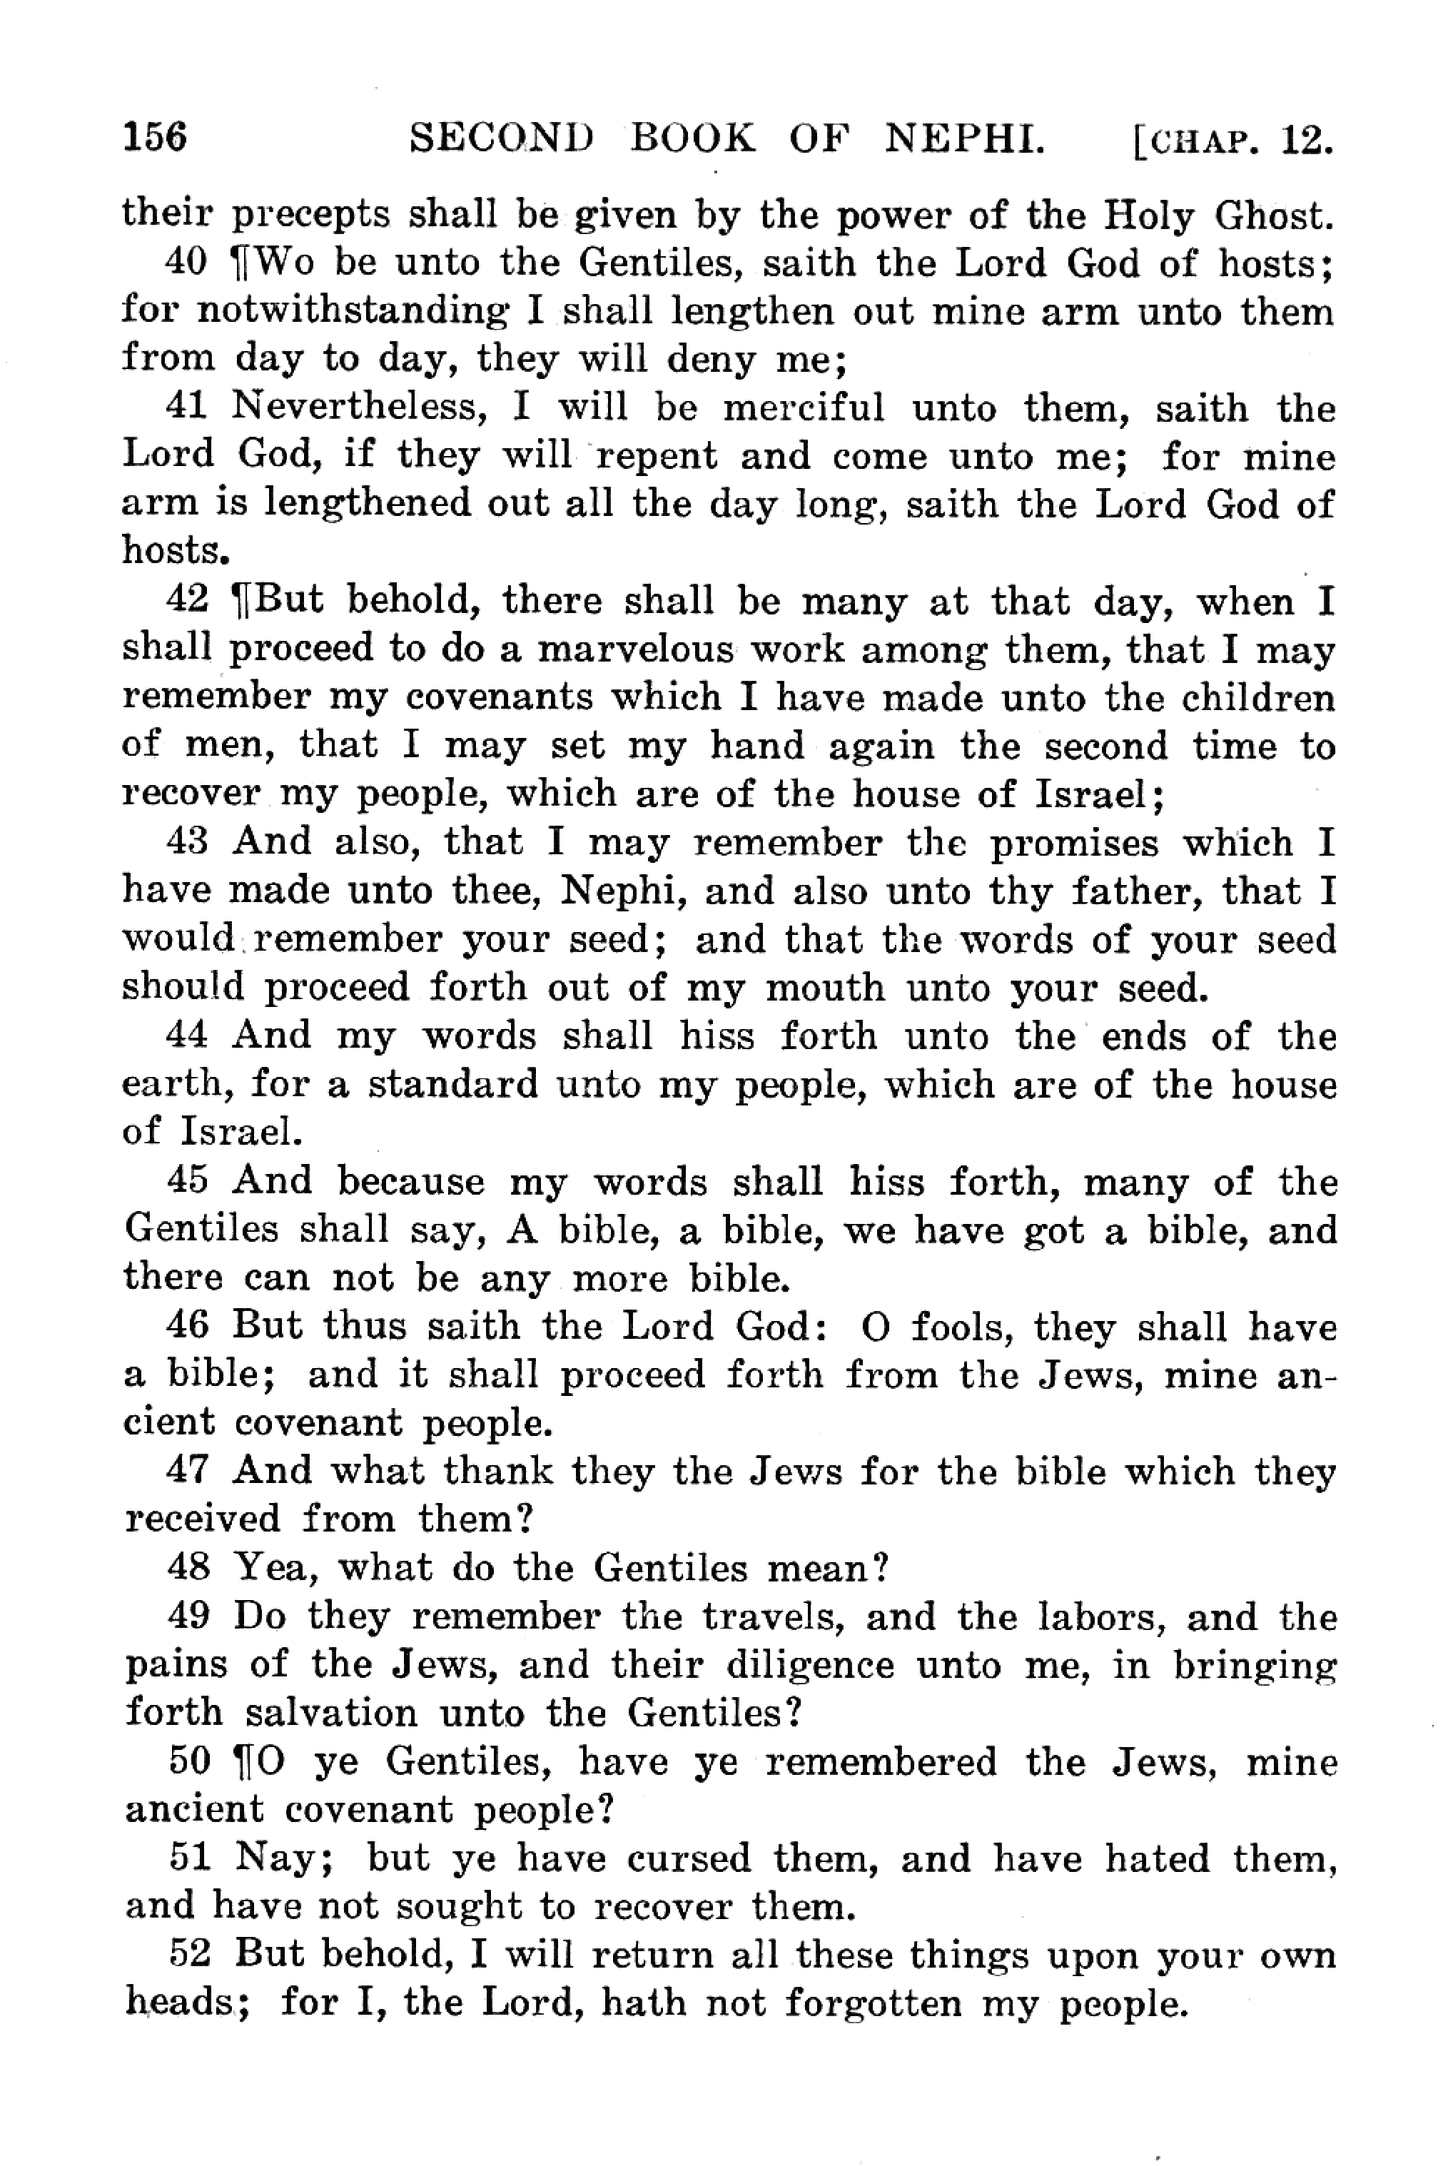 156 SECOND BOOK OF NEPHI. [CHAP. 12.
their precepts shall be given by the power of the Holy Ghost.
40 ¶Wo be unto the Gentiles, saith the Lord God of hosts;
for notwithstanding I shall lengthen out mine arm unto them
from day to day, they will deny me;
41 Nevertheless, I will be merciful unto them, saith the
Lord God, if they will repent and come unto me; for mine
arm is lengthened out all the day long, saith the Lord God of
hosts.
42 ¶But behold, there shall be many at that day, when I
shall proceed to do a marvelous work among them, that I may
remember my covenants which I have made unto the children
of men, that I may set my hand again the second time to
recover my people, which are of the house of Israel;
43 And also, that I may remember the promises which I
have made unto thee, Nephi, and also unto thy father, that I
would remember your seed; and that the words of your seed
should proceed forth out of my mouth unto your seed.
44 And my words shall hiss forth unto the ends of the
earth, for a standard unto my people, which are of the house
of Israel.
45 And because my words shall hiss forth, many of the
Gentiles shall say, A bible, a bible, we have got a bible, and
there can not be any more bible.
46 But thus saith the Lord God: O fools, they shall have
a bible; and it shall proceed forth from the Jews, mine an-
cient covenant people.
47 And what thank they the Jews for the bible which they
received from them?
48 Yea, what do the Gentiles mean?
49 Do they remember the travels, and the labors, and the
pains of the Jews, and their diligence unto me, in bringing
forth salvation unto the Gentiles?
50 ¶O ye Gentiles, have ye remembered the Jews, mine
ancient covenant people?
51 Nay; but ye have cursed them, and have hated them,
and have not sought to recover them.
52 But behold, I will return all these things upon your own
heads; for I, the Lord, hath not forgotten my people.